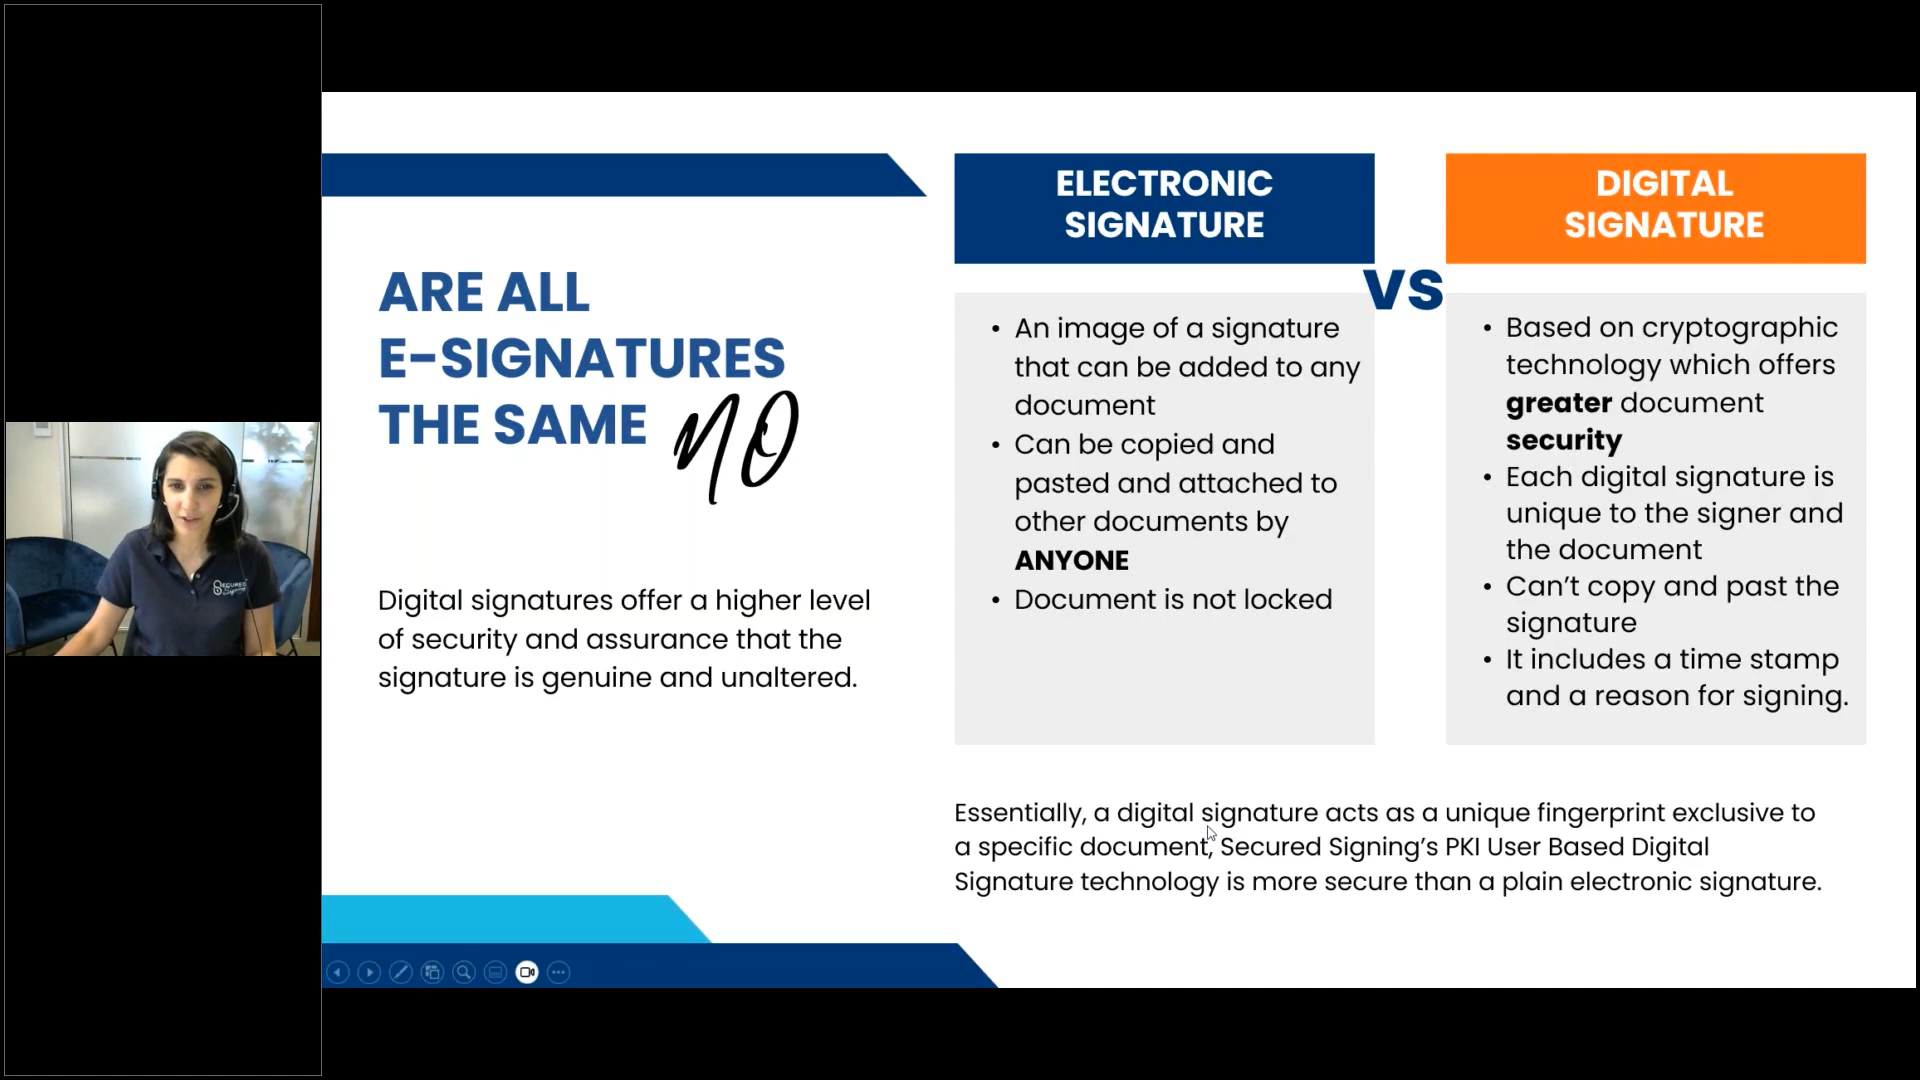 ARE ALL
E-SIGNATURES
THE SAME NO
Digital signatures offer a higher level
of security and assurance that the
signature is genuine and unaltered.
ELECTRONIC
SIGNATURE
VS
DIGITAL
SIGNATURE
• An image of a signature
that can be added to any
document
• Can be copied and
pasted and attached to
other documents by
ANYONE
• Document is not locked
• Based on cryptographic
technology which offers
greater document
security
• Each digital signature is
unique to the signer and
the document
• Can't copy and past the
signature
• It includes a time stamp
and a reason for signing.
Essentially, a digital signature acts as a unique fingerprint exclusive to
a specific document, Secured Signing's PKI User Based Digital
Signature technology is more secure than a plain electronic signature.
SECURED
Signing